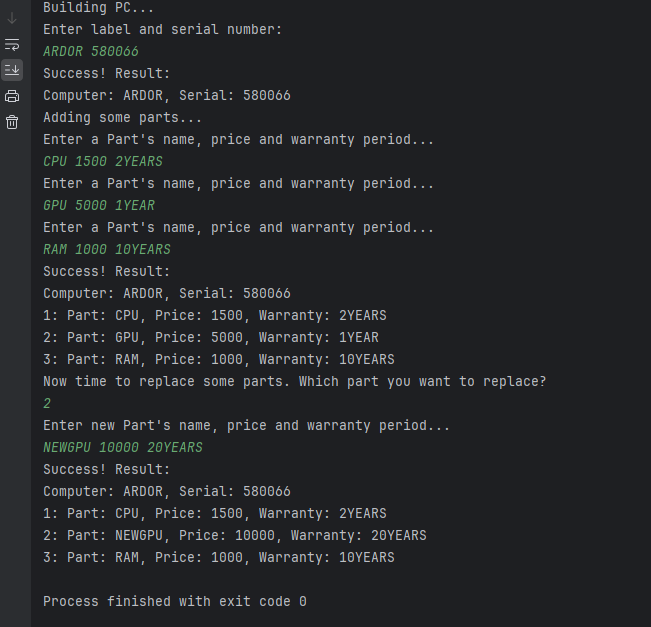 Building PC...
Enter label and serial number:
ARDOR 580066
Success! Result:
Computer: ARDOR, Serial: 580066
Adding some parts...
Enter a Part's name, price and warranty period...
CPU 1500 2YEARS
Enter a Part's name, price and warranty period...
GPU 5000 1YEAR
Enter a Part's name, price and warranty period...
RAM 1000 10YEARS
Success! Result:
Computer: ARDOR, Serial: 580066
1: Part: CPU, Price: 1500, Warranty: 2YEARS
2: Part: GPU, Price: 5000, Warranty: 1YEAR
3: Part: RAM, Price: 1000, Warranty: 10YEARS
Now time to replace some parts. Which part you want to replace?
2
Enter new Part's name, price and warranty period...
NEWGPU 10000 20YEARS
Success! Result:
Computer: ARDOR, Serial: 580066
1: Part: CPU, Price: 1500, Warranty: 2YEARS
2: Part: NEWGPU, Price: 10000, Warranty: 20YEARS
3: Part: RAM, Price: 1000, Warranty: 10YEARS
Process finished with exit code 0